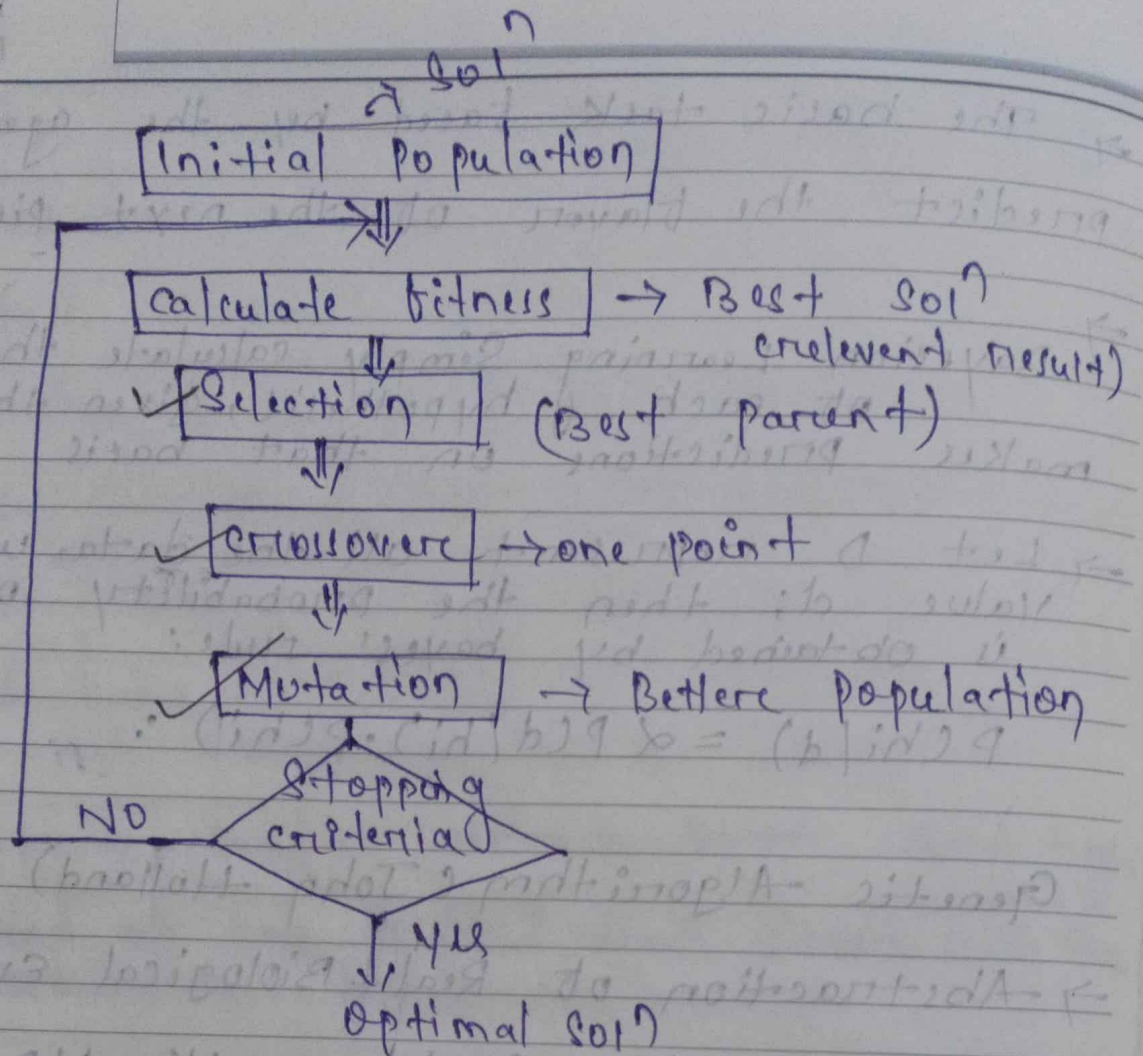 Solⁿ
Initial Population
Calculate fitness → Best Solⁿ
(relevent result)
Selection (Best Parent)
Crossover → one point
Mutation → Better Population
Stopping
NO criteria
Yes
Optimal Solⁿ